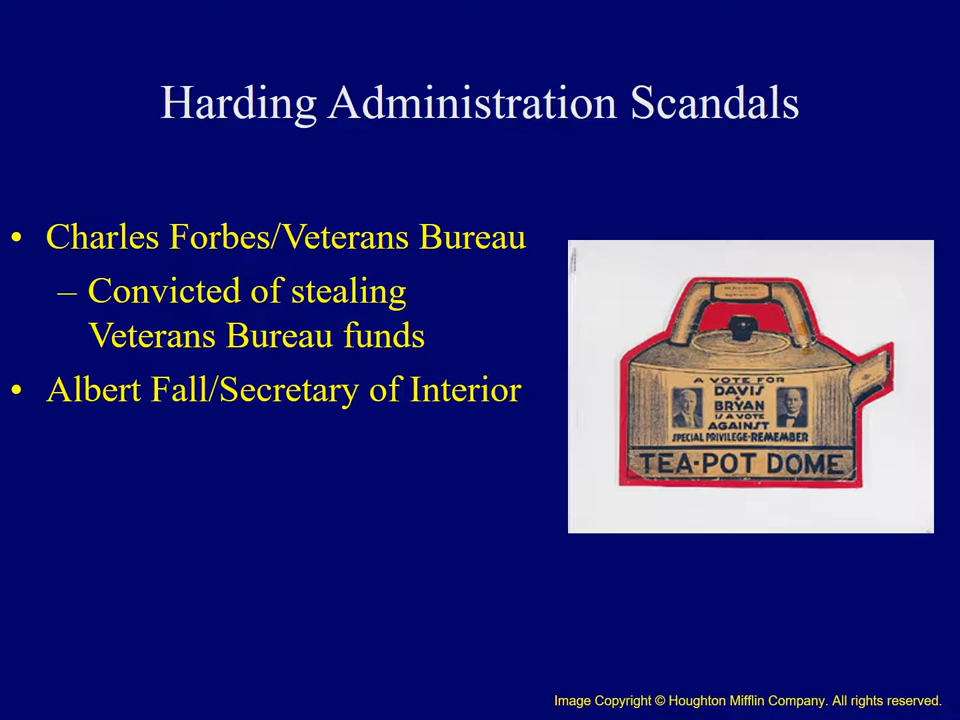 Harding Administration Scandals
• Charles Forbes/Veterans Bureau
– Convicted of stealing
Veterans Bureau funds
• Albert Fall/Secretary of Interior
A VOTE FOR
DAVIS
BRYAN
IS A VOTE
AGAINST
SPECIAL PRIVILEGE-REMEMBER
TEA-POT DOME
Image Copyright © Houghton Mifflin Company. All rights reserved.